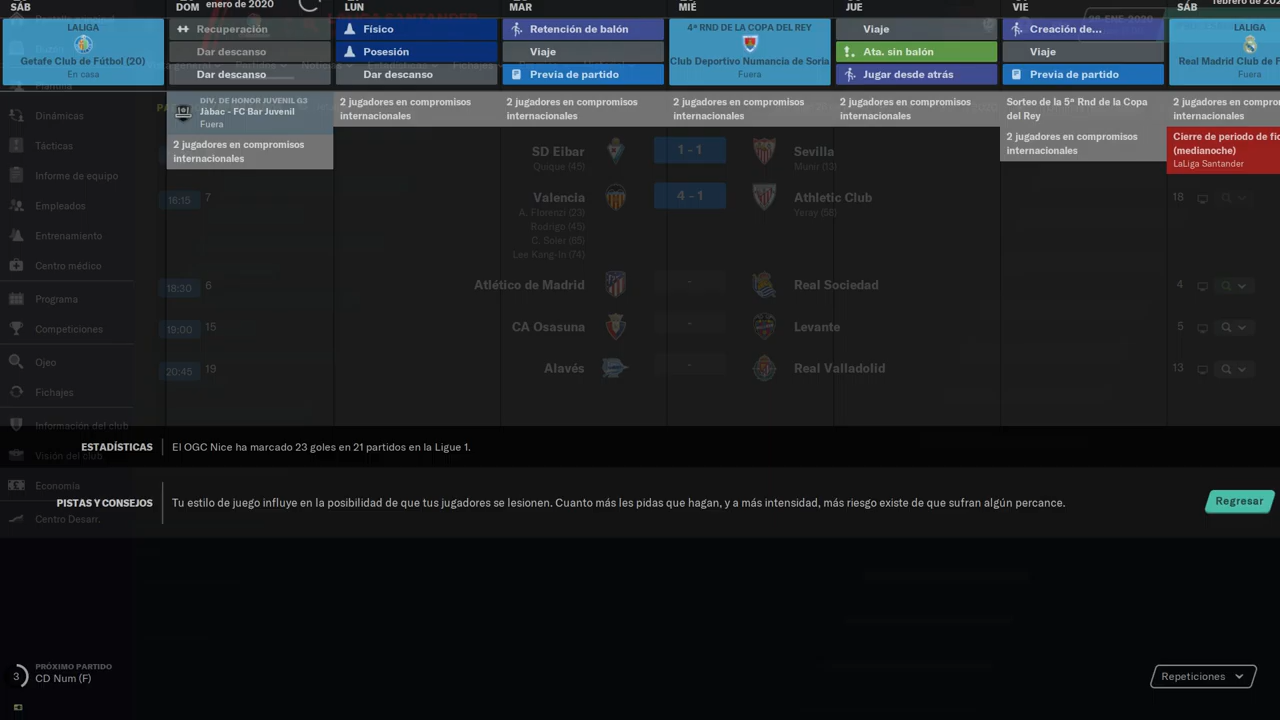 SÁB
DOM
enero de 2020
LUN
MAR
MIÉ
JUE
VIE
SÁB
LALIGA
Getafe Club de Fútbol (20)
En casa
Recuperación
Dar descanso
Dar descanso
Físico
Posesión
Dar descanso
Retención de balón
Viaje
Previa de partido
4ª RND DE LA COPA DEL REY
Club Deportivo Numancia de Soria
Fuera
Viaje
Ata. sin balón
Jugar desde atrás
Creación de...
Viaje
Previa de partido
LALIGA
Real Madrid Club de F
Fuera
DIV. DE HONOR JUVENIL G3
Jàbac - FC Bar Juvenil
Fuera
2 jugadores en compromisos
internacionales
2 jugadores en compromisos
internacionales
2 jugadores en compromisos
internacionales
2 jugadores en compromisos
internacionales
2 jugadores en compromisos
internacionales
Sorteo de la 5ª Rnd de la Copa
del Rey
2 jugadores en compromisos
internacionales
2 jugadores en comprom
internacionales
Cierre de periodo de fic
(medianoche)
LaLiga Santander
Plantilla
Dinámicas
Tácticas
Informe de equipo
Empleados
Entrenamiento
Centro médico
Programa
Competiciones
Ojeo
Fichajes
Información del club
Visión del club
Economía
Centro Desarr.
SD Eibar
1 - 1
Sevilla
Quique (45)
Munir (13)
16:15
7
Valencia
4 - 1
Athletic Club
18
A. Florenzi (23)
Yeray (58)
Rodrigo (45)
C. Soler (65)
Lee Kang-In (74)
18:30
6
Atlético de Madrid
-
Real Sociedad
4
19:00
15
CA Osasuna
-
Levante
5
20:45
19
Alavés
-
Real Valladolid
13
ESTADÍSTICAS
El OGC Nice ha marcado 23 goles en 21 partidos en la Ligue 1.
PISTAS Y CONSEJOS
Tu estilo de juego influye en la posibilidad de que tus jugadores se lesionen. Cuanto más les pidas que hagan, y a más intensidad, más riesgo existe de que sufran algún percance.
Regresar
3
PRÓXIMO PARTIDO
CD Num (F)
Repeticiones